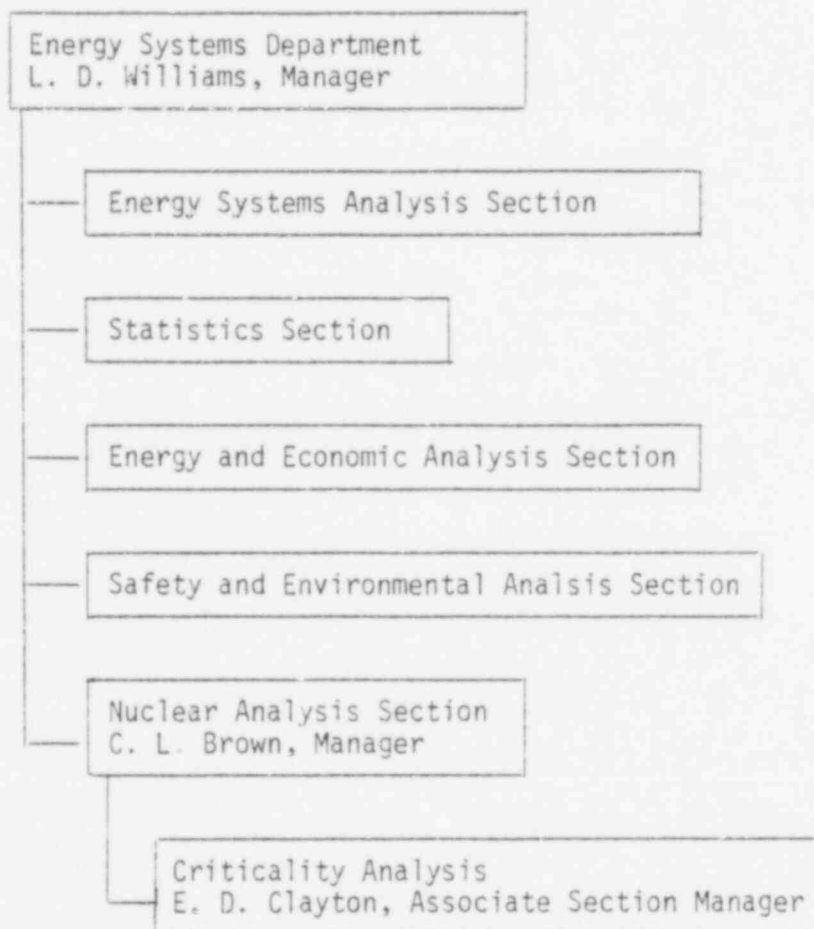 Energy Systems Department
L. D. Williams, Manager
Energy Systems Analysis Section
Statistics Section
Energy and Economic Analysis Section
Safety and Environmental Analsis Section
Nuclear Analysis Section
C. L. Brown, Manager
Criticality Analysis
E. D. Clayton, Associate Section Manager